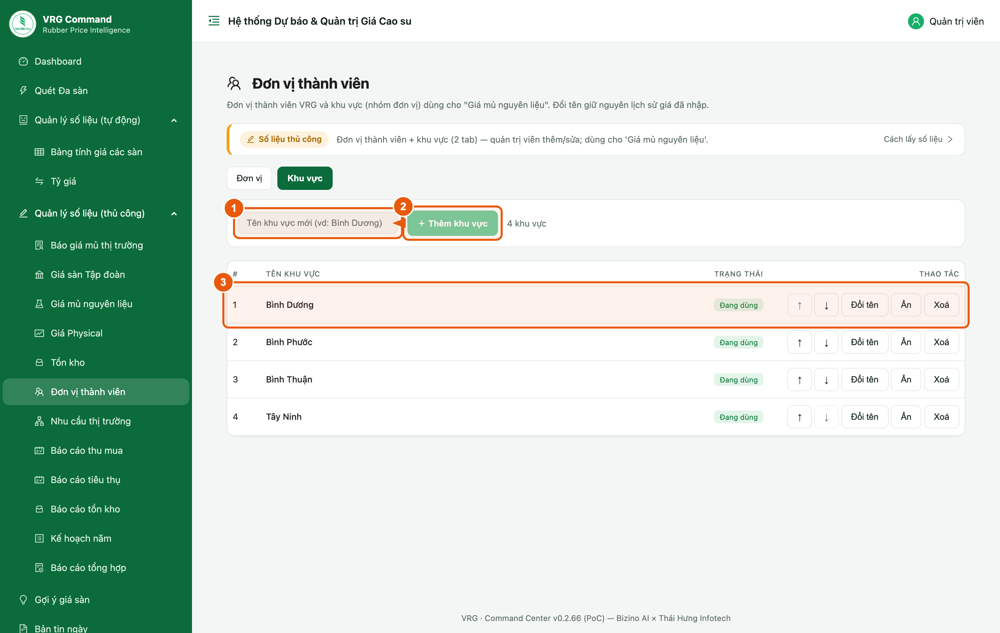 VRG Command
Rubber Price Intelligence
Dashboard
Quét Đa sàn
Quản lý số liệu (tự động)
Bảng tính giá các sàn
Tỷ giá
Quản lý số liệu (thủ công)
Báo giá mủ thị trường
Giá sàn Tập đoàn
Giá mủ nguyên liệu
Giá Physical
Tồn kho
Đơn vị thành viên
Nhu cầu thị trường
Báo cáo thu mua
Báo cáo tiêu thụ
Báo cáo tồn kho
Kế hoạch năm
Báo cáo tổng hợp
Gợi ý giá sàn
Bản tin ngày
Hệ thống Dự báo & Quản trị Giá Cao su
Quản trị viên
Đơn vị thành viên
Đơn vị thành viên VRG và khu vực (nhóm đơn vị) dùng cho "Giá mủ nguyên liệu". Đổi tên giữ nguyên lịch sử giá đã nhập.
Số liệu thủ công Đơn vị thành viên + khu vực (2 tab) — quản trị viên thêm/sửa; dùng cho 'Giá mủ nguyên liệu'. Cách lấy số liệu
Đơn vị Khu vực
1 2
Tên khu vực mới (vd: Bình Dương) + Thêm khu vực 4 khu vực
# TÊN KHU VỰC TRẠNG THÁI THAO TÁC
3
1 Bình Dương Đang dùng ↑ ↓ Đổi tên Ẩn Xoá
2 Bình Phước Đang dùng ↑ ↓ Đổi tên Ẩn Xoá
3 Bình Thuận Đang dùng ↑ ↓ Đổi tên Ẩn Xoá
4 Tây Ninh Đang dùng ↑ ↓ Đổi tên Ẩn Xoá
VRG · Command Center v0.2.66 (PoC) — Bizino AI × Thái Hưng Infotech